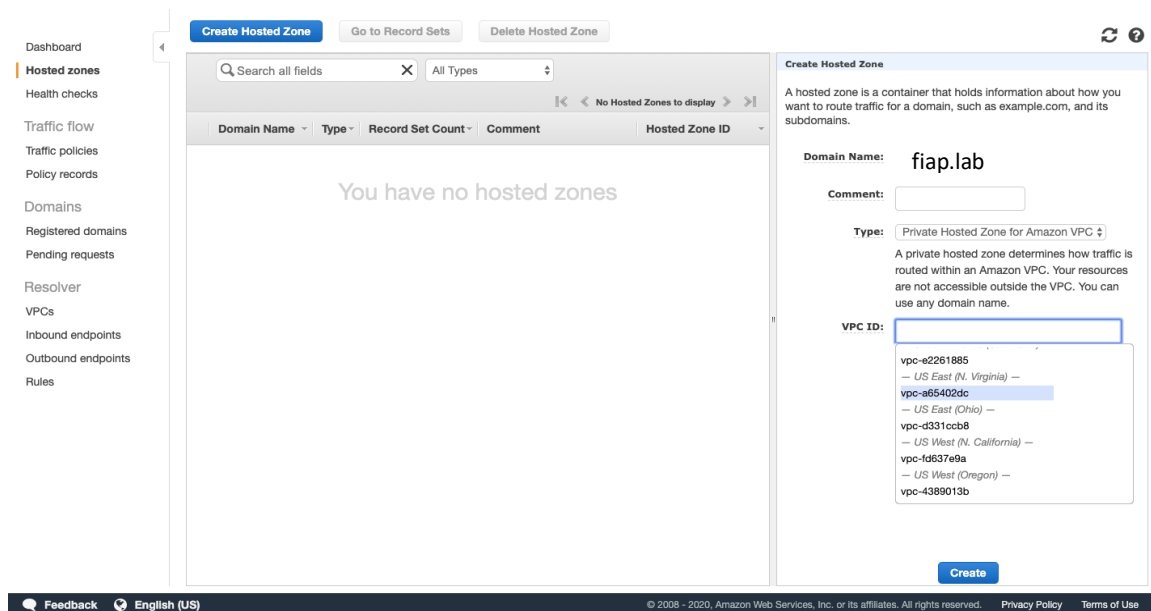 Create Hosted Zone
Go to Record Sets
Delete Hosted Zone
Dashboard
Hosted zones
Health checks
Traffic flow
Traffic policies
Policy records
Domains
Registered domains
Pending requests
Resolver
VPCs
Inbound endpoints
Outbound endpoints
Rules
Search all fields
All Types
No Hosted Zones to display
Domain Name Type Record Set Count Comment Hosted Zone ID
You have no hosted zones
Create Hosted Zone
A hosted zone is a container that holds information about how you
want to route traffic for a domain, such as example.com, and its
subdomains.
Domain Name: fiap.lab
Comment:
Type: Private Hosted Zone for Amazon VPC
A private hosted zone determines how traffic is
routed within an Amazon VPC. Your resources
are not accessible outside the VPC. You can
use any domain name.
VPC ID:
vpc-e2261885
— US East (N. Virginia) —
vpc-a65402dc
— US East (Ohio) —
vpc-d331ccb8
— US West (N. California) —
vpc-fd637e9a
— US West (Oregon) —
vpc-4389013b
Create
Feedback English (US) © 2008 - 2020, Amazon Web Services, Inc. or its affiliates. All rights reserved. Privacy Policy Terms of Use